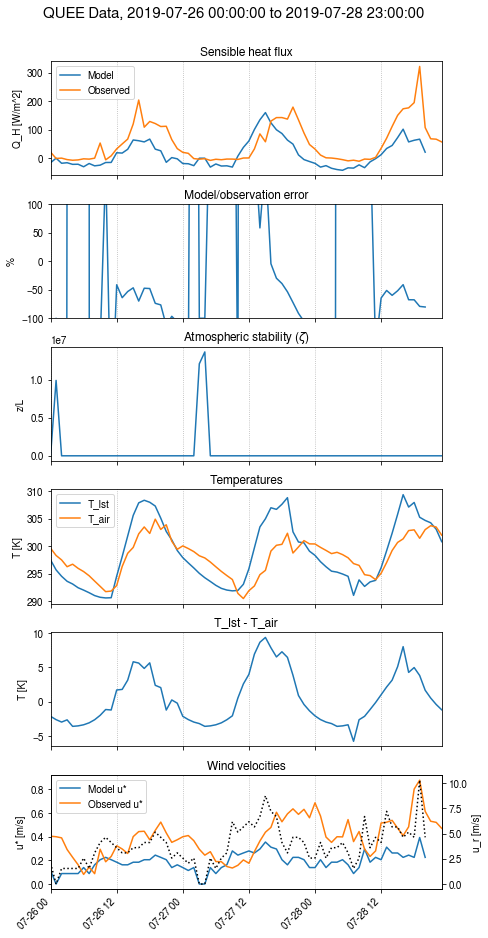 QUEE Data, 2019-07-26 00:00:00 to 2019-07-28 23:00:00
Sensible heat flux
Q_H [W/m^2]
300
200
100
0
Model
Observed
Model/observation error
%
100
50
0
−50
−100
Atmospheric stability (ζ)
1e7
z/L
1.0
0.5
0.0
Temperatures
T [K]
310
305
300
295
290
T_lst
T_air
T_lst - T_air
T [K]
10
5
0
−5
Wind velocities
u* [m/s]
0.8
0.6
0.4
0.2
0.0
Model u*
Observed u*
10.0
7.5
5.0
2.5
0.0
u_r [m/s]
07-26 00
07-26 12
07-27 00
07-27 12
07-28 00
07-28 12